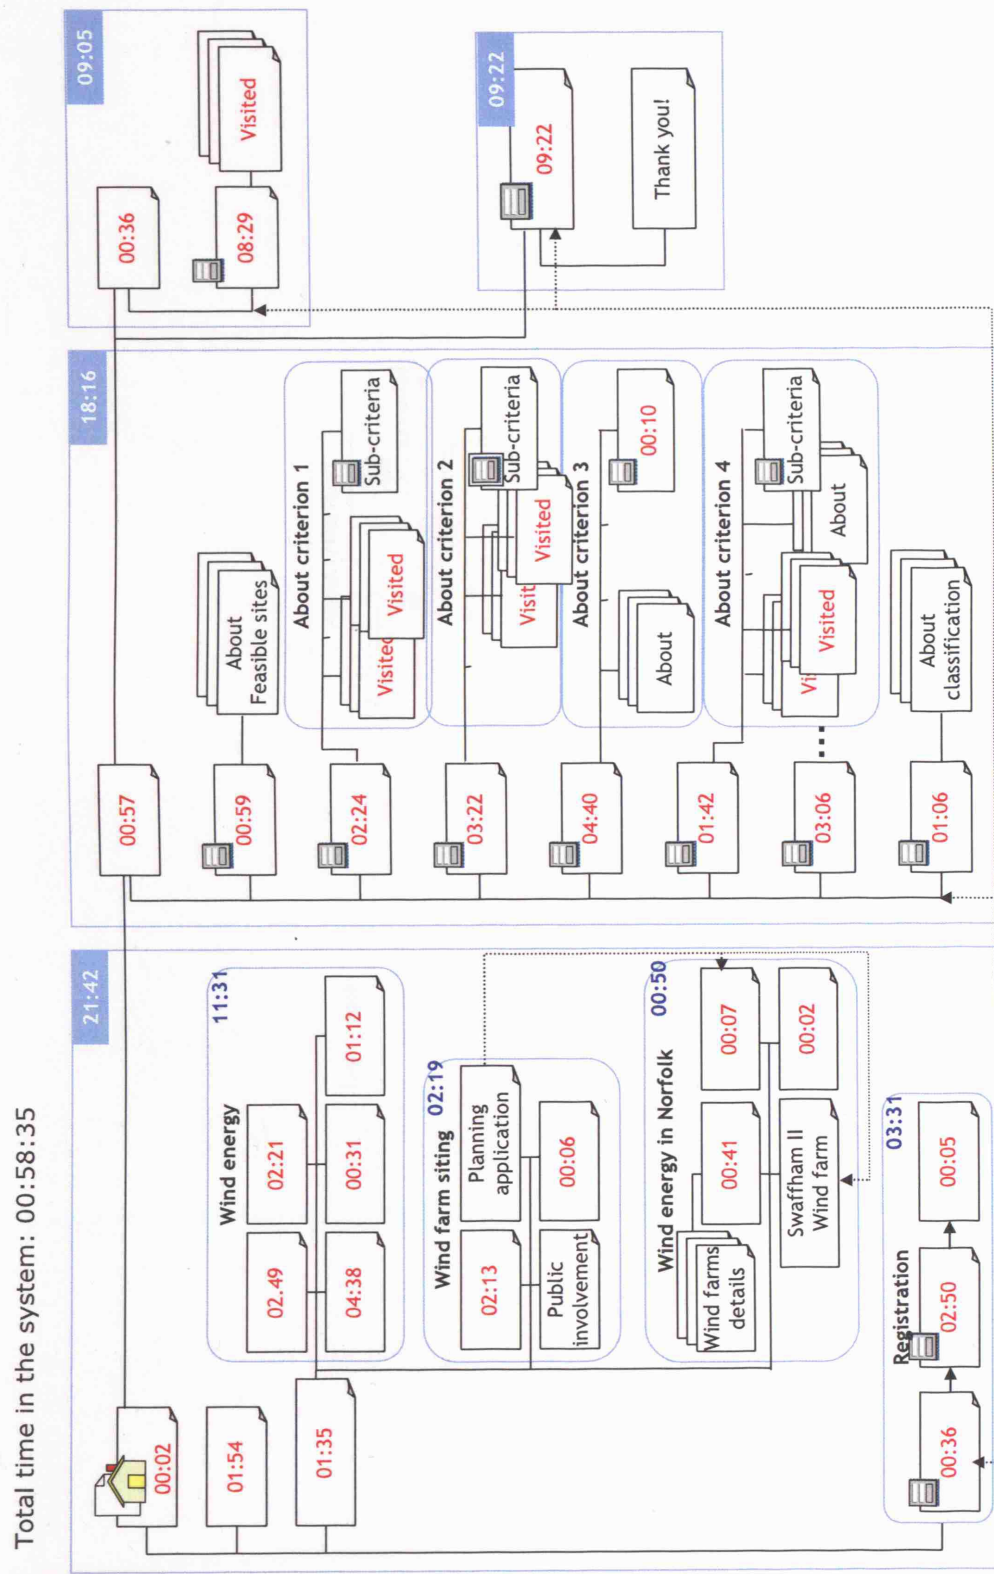 Total time in the system: 00:58:35
21:42
00:02
01:54
01:35
Wind energy
11:31
02.49
02:21
04:38
00:31
01:12
Wind farm siting
02:19
02:13
Planning
application
Public
involvement
00:06
Wind energy in Norfolk
00:50
Wind farms
details
00:41
00:07
Swaffham II
Wind farm
00:02
Registration
03:31
00:36
02:50
00:05
18:16
00:57
00:59
About
Feasible sites
02:24
About criterion 1
Visited
Visited
Sub-criteria
03:22
About criterion 2
Visit
Visited
Sub-criteria
04:40
About criterion 3
About
00:10
01:42
About criterion 4
Vi
Visited
About
Sub-criteria
03:06
01:06
About
classification
09:05
00:36
08:29
Visited
09:22
09:22
Thank you!